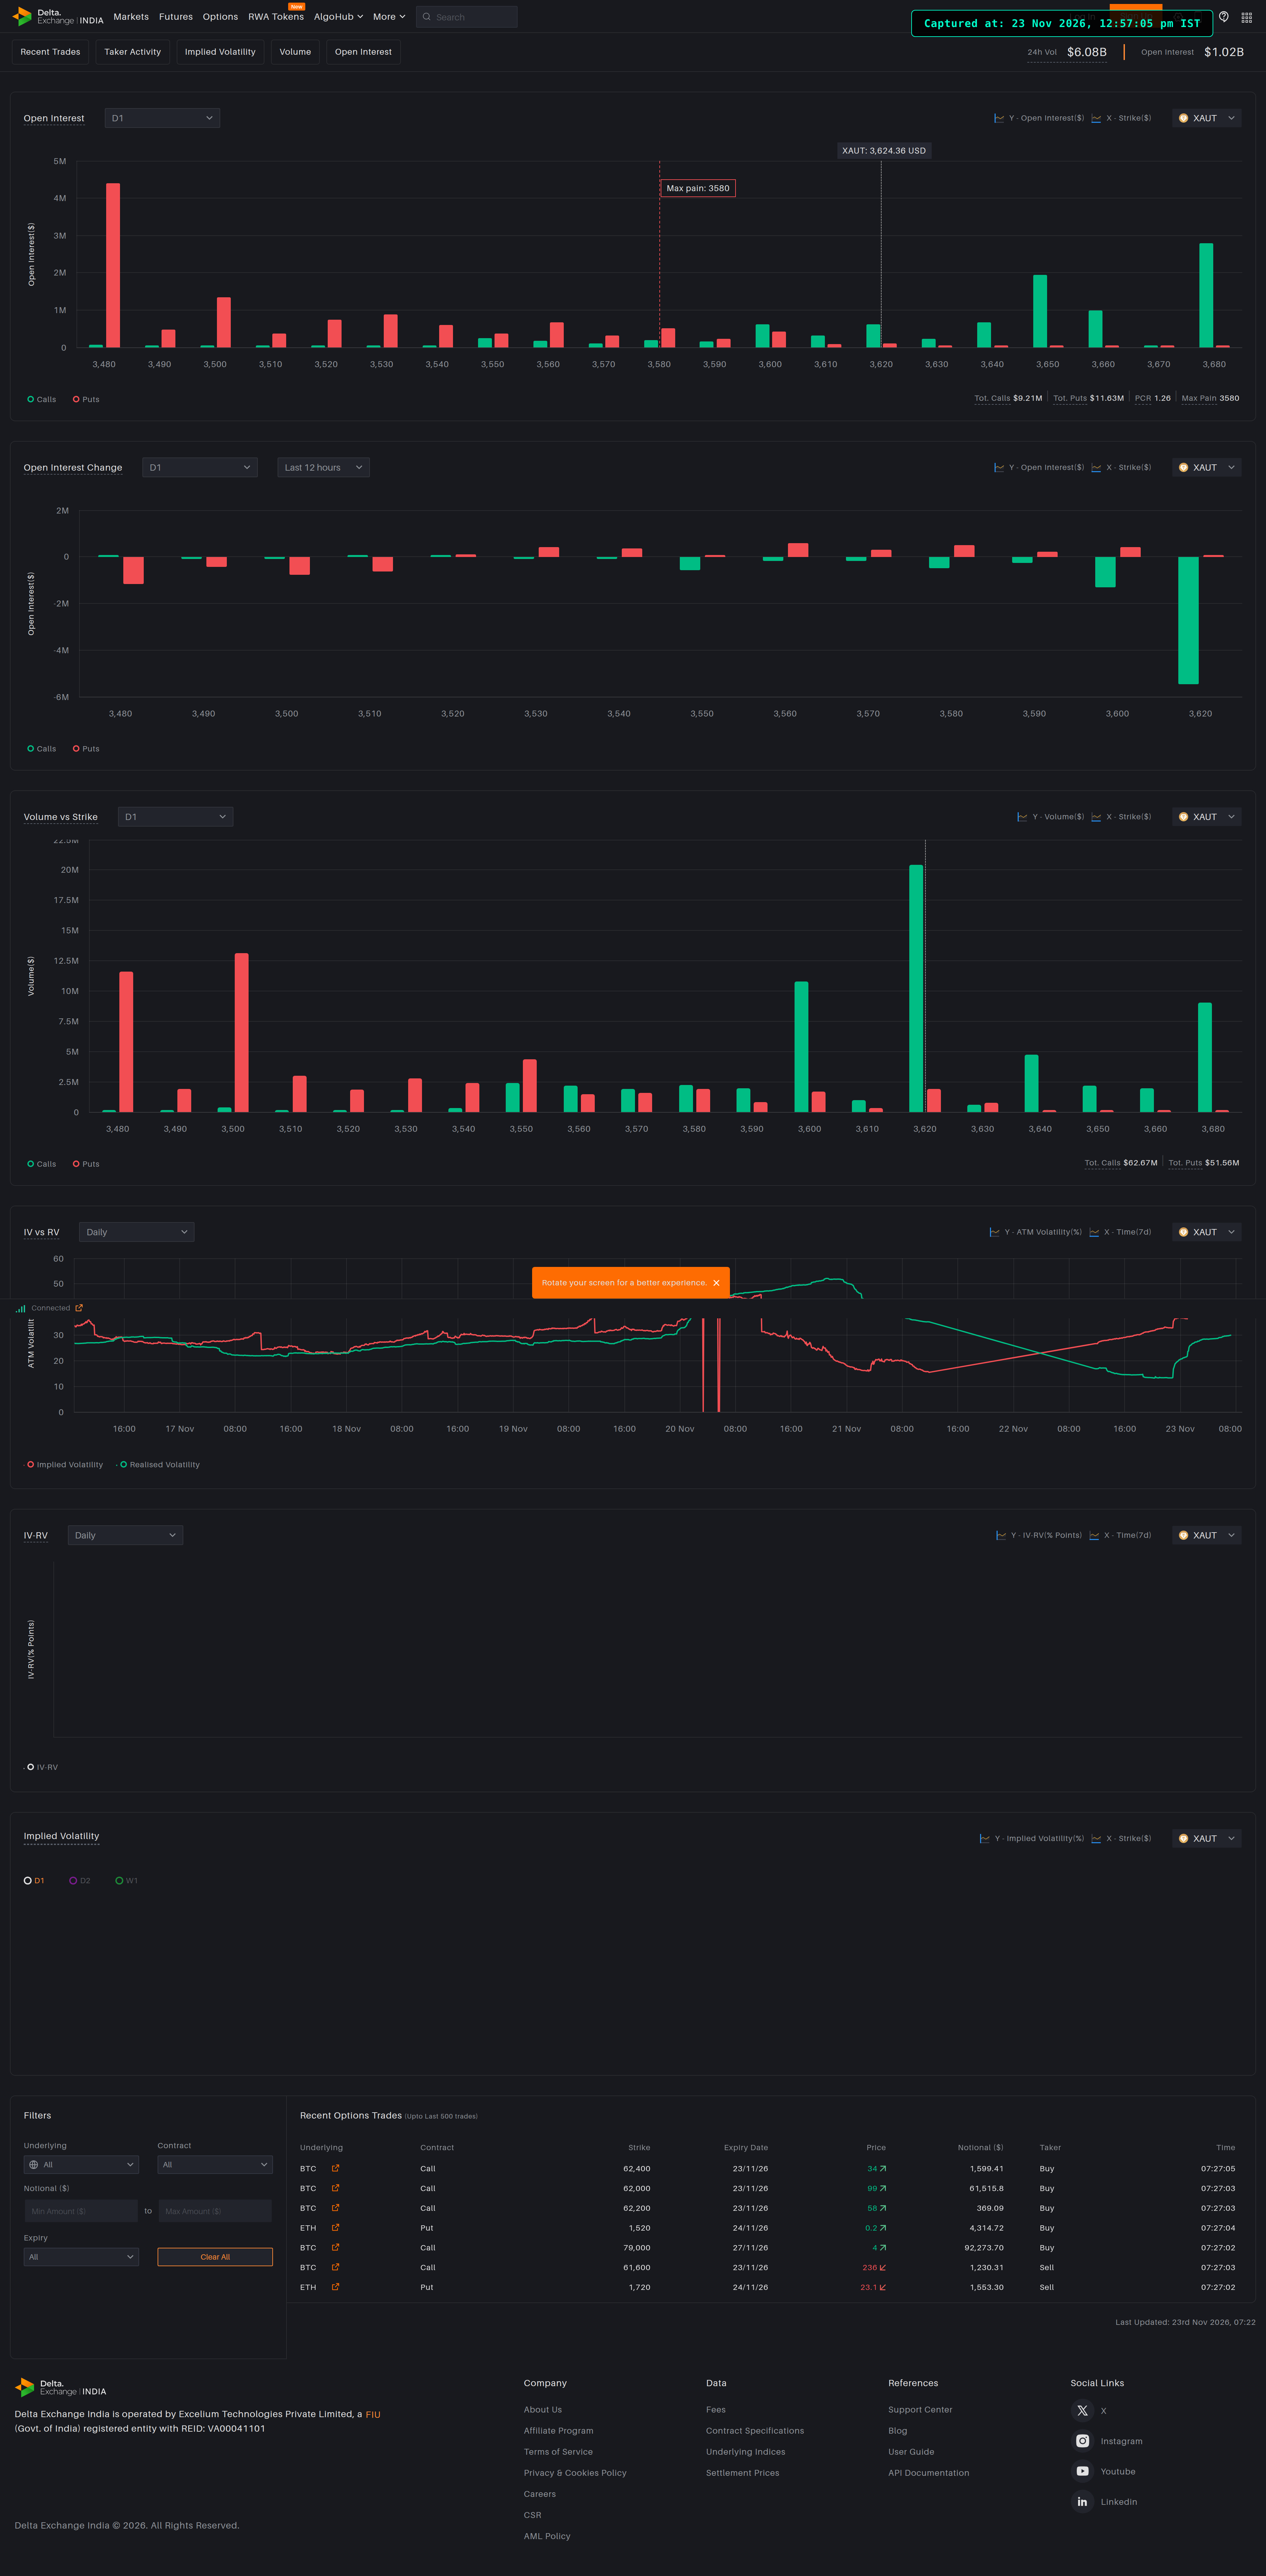 Delta.
Exchange | INDIA
Markets
Futures
Options
RWA Tokens
New
AlgoHub
More
Search
Captured at: 23 Nov 2026, 12:57:05 pm IST
Recent Trades
Taker Activity
Implied Volatility
Volume
Open Interest
24h Vol $6.08B
Open Interest $1.02B
Open Interest
D1
Y - Open Interest($) X - Strike($)
XAUT
XAUT: 3,624.36 USD
Max pain: 3580
Open Interest($)
5M
4M
3M
2M
1M
0
3,480 3,490 3,500 3,510 3,520 3,530 3,540 3,550 3,560 3,570 3,580 3,590 3,600 3,610 3,620 3,630 3,640 3,650 3,660 3,670 3,680
Calls Puts
Tot. Calls $9.21M Tot. Puts $11.63M PCR 1.26 Max Pain 3580
Open Interest Change
D1
Last 12 hours
Y - Open Interest($) X - Strike($)
XAUT
Open Interest($)
2M
0
-2M
-4M
-6M
3,480 3,490 3,500 3,510 3,520 3,530 3,540 3,550 3,560 3,570 3,580 3,590 3,600 3,620
Calls Puts
Volume vs Strike
D1
Y - Volume($) X - Strike($)
XAUT
Volume($)
22.5M
20M
17.5M
15M
12.5M
10M
7.5M
5M
2.5M
0
3,480 3,490 3,500 3,510 3,520 3,530 3,540 3,550 3,560 3,570 3,580 3,590 3,600 3,610 3,620 3,630 3,640 3,650 3,660 3,680
Calls Puts
Tot. Calls $62.67M Tot. Puts $51.56M
IV vs RV
Daily
Y - ATM Volatility(%) X - Time(7d)
XAUT
60
50
Rotate your screen for a better experience.
Connected
ATM Volatilit
30
20
10
0
16:00 17 Nov 08:00 16:00 18 Nov 08:00 16:00 19 Nov 08:00 16:00 20 Nov 08:00 16:00 21 Nov 08:00 16:00 22 Nov 08:00 16:00 23 Nov 08:00
Implied Volatility Realised Volatility
IV-RV
Daily
Y - IV-RV(% Points) X - Time(7d)
XAUT
IV-RV(% Points)
IV-RV
Implied Volatility
Y - Implied Volatility(%) X - Strike($)
XAUT
D1 D2 W1
Filters
Underlying
All
Contract
All
Notional ($)
Min Amount ($) to Max Amount ($)
Expiry
All
Clear All
Recent Options Trades (Upto Last 500 trades)
Underlying Contract Strike Expiry Date Price Notional ($) Taker Time
BTC Call 62,400 23/11/26 34 1,599.41 Buy 07:27:05
BTC Call 62,000 23/11/26 99 61,515.8 Buy 07:27:03
BTC Call 62,200 23/11/26 58 369.09 Buy 07:27:03
ETH Put 1,520 24/11/26 0.2 4,314.72 Buy 07:27:04
BTC Call 79,000 27/11/26 4 92,273.70 Buy 07:27:02
BTC Call 61,600 23/11/26 236 1,230.31 Sell 07:27:03
ETH Put 1,720 24/11/26 23.1 1,553.30 Sell 07:27:02
Last Updated: 23rd Nov 2026, 07:22
Delta.
Exchange | INDIA
Delta Exchange India is operated by Excelium Technologies Private Limited, a FIU
(Govt. of India) registered entity with REID: VA00041101
Delta Exchange India © 2026. All Rights Reserved.
Company
About Us
Affiliate Program
Terms of Service
Privacy & Cookies Policy
Careers
CSR
AML Policy
Data
Fees
Contract Specifications
Underlying Indices
Settlement Prices
References
Support Center
Blog
User Guide
API Documentation
Social Links
X
Instagram
Youtube
Linkedin